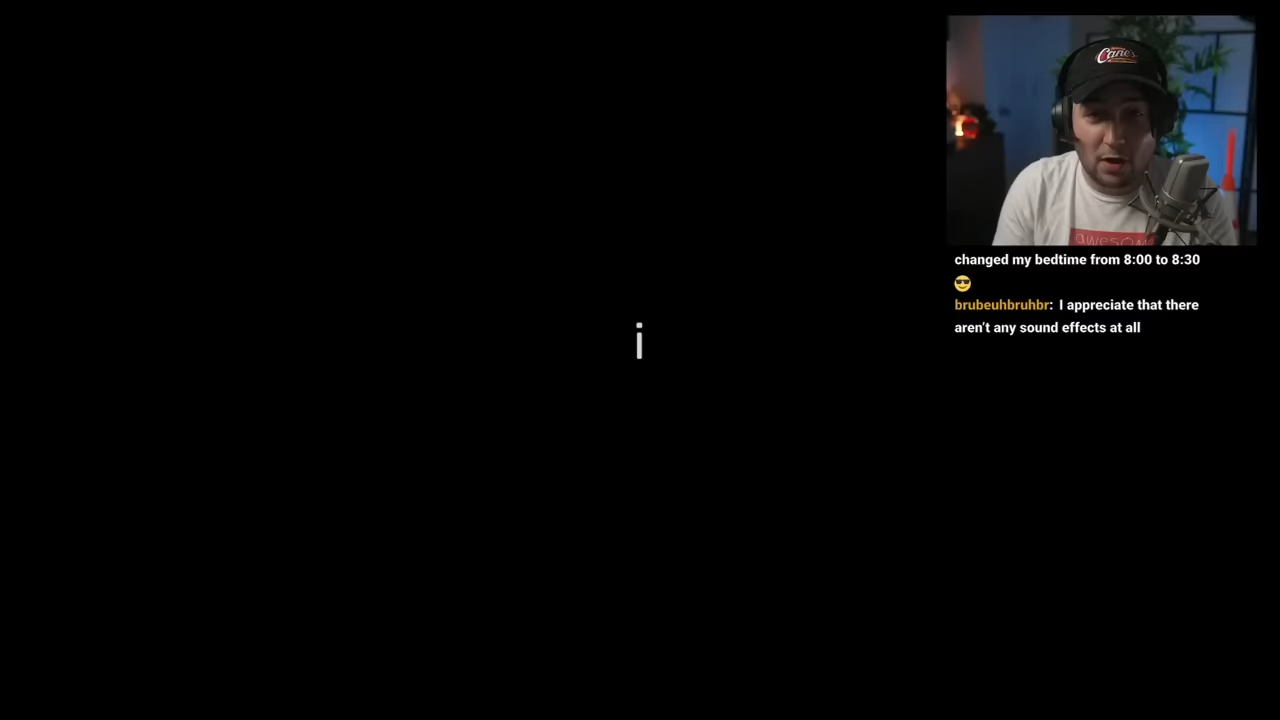 Cane's
awesom
changed my bedtime from 8:00 to 8:30
😎
brubeuhbruhbr: I appreciate that there
aren't any sound effects at all
i